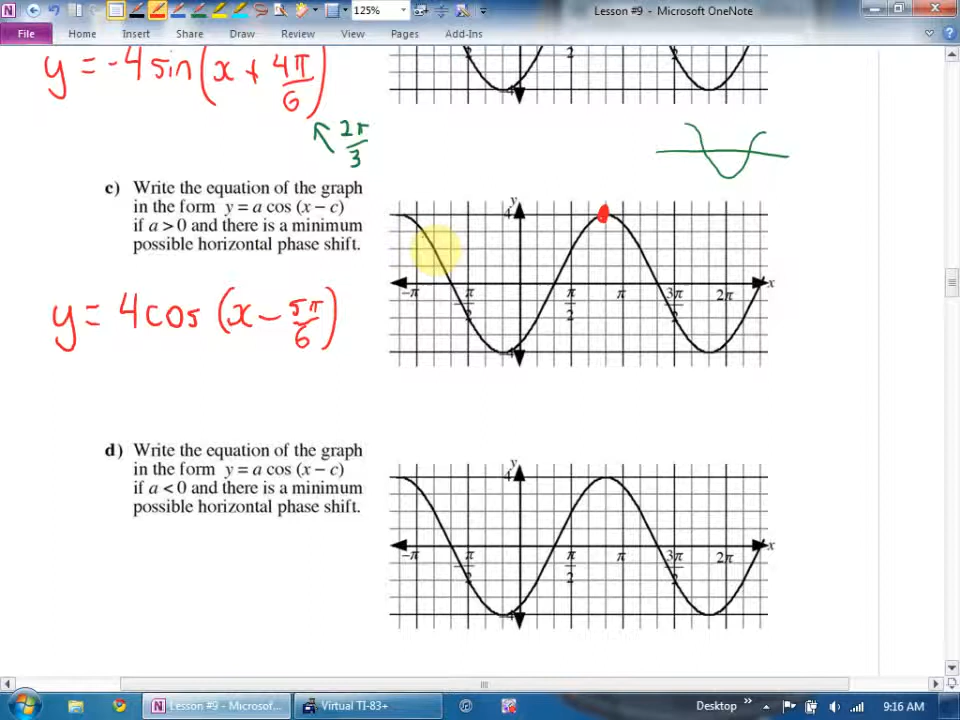 125%
Lesson #9 - Microsoft OneNote
File Home Insert Share Draw Review View Pages Add-Ins
y = -4 sin(x + 4π/6)
2π/3
π/2
c) Write the equation of the graph
in the form y = a cos (x – c)
if a > 0 and there is a minimum
possible horizontal phase shift.
y = 4cos (x - 5π/6)
y
4
-π -π/2 π/2 π 3π/2 2π x
-4
d) Write the equation of the graph
in the form y = a cos (x – c)
if a < 0 and there is a minimum
possible horizontal phase shift.
y
4
-π -π/2 π/2 π 3π/2 2π x
-4
Lesson #9 - Microsof...
Virtual TI-83+
Desktop
9:16 AM